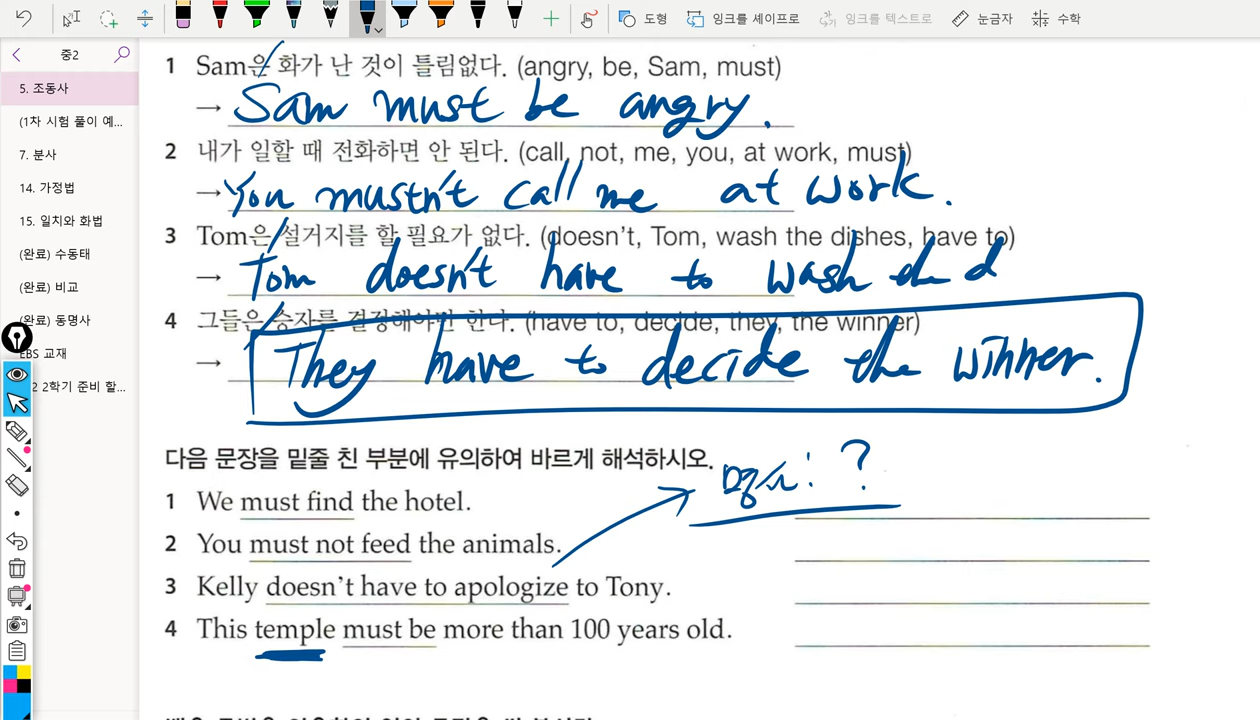 도형 잉크를 셰이프로 잉크를 텍스트로 눈금자 수학
중2
5. 조동사
(1차 시험 풀이 예...
7. 분사
14. 가정법
15. 일치와 화법
(완료) 수동태
(완료) 비교
(완료) 동명사
EBS 교재
2 2학기 준비 할...
1 Sam은 화가 난 것이 틀림없다. (angry, be, Sam, must)
→ Sam must be angry.
2 내가 일할 때 전화하면 안 된다. (call, not, me, you, at work, must)
→ You mustn't call me at work.
3 Tom은 설거지를 할 필요가 없다. (doesn't, Tom, wash the dishes, have to)
→ Tom doesn't have to wash the d
4 그들은 승자를 결정해야만 한다. (have to, decide, they, the winner)
→ They have to decide the winner.
다음 문장을 밑줄 친 부분에 유의하여 바르게 해석하시오.
명사: ?
1 We must find the hotel.
2 You must not feed the animals.
3 Kelly doesn't have to apologize to Tony.
4 This temple must be more than 100 years old.